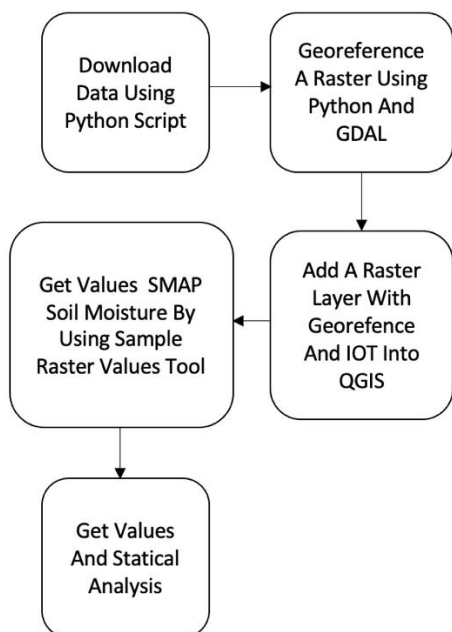 Download
Data Using
Python Script
Georeference
A Raster Using
Python And
GDAL
Add A Raster
Layer With
Georefence
And IOT Into
QGIS
Get Values SMAP
Soil Moisture By
Using Sample
Raster Values Tool
Get Values
And Statical
Analysis